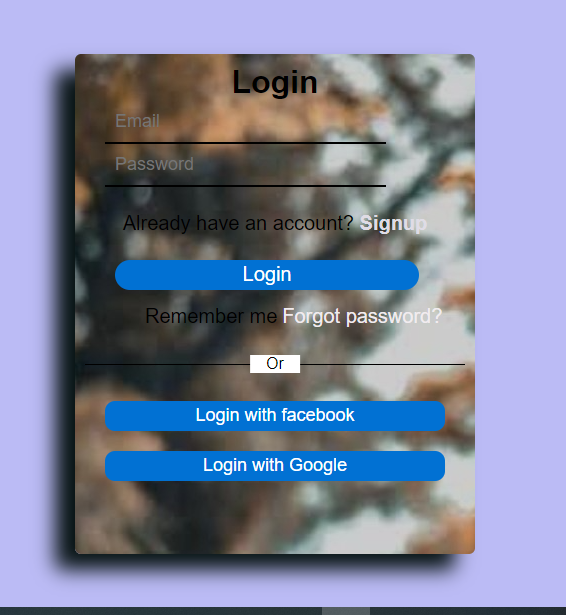 Login
Email
Password
Already have an account? Signup
Login
Remember me Forgot password?
Or
Login with facebook
Login with Google